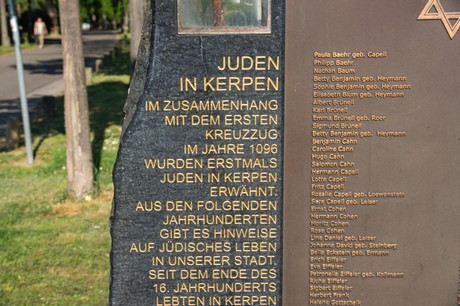 JUDEN
IN KERPEN
IM ZUSAMMENHANG
MIT DEM ERSTEN
KREUZZUG
IM JAHRE 1096
WURDEN ERSTMALS
JUDEN IN KERPEN
ERWÄHNT.
AUS DEN FOLGENDEN
JAHRHUNDERTEN
GIBT ES HINWEISE
AUF JÜDISCHES LEBEN
IN UNSERER STADT.
SEIT DEM ENDE DES
16. JAHRHUNDERTS
LEBTEN IN KERPEN
Paula Baehr geb. Capell
Philipp Baehr
Nathan Baum
Betty Benjamin geb. Heymann
Sophie Benjamin geb. Heymann
Elisabeth Blum geb. Heymann
Albert Brünell
Karl Brünell
Emma Brünell geb. Roer
Sigmund Brünell
Betty Benjamin geb. Heymann
Benjamin Cahn
Caroline Cahn
Hugo Cahn
Salomon Cahn
Hermann Capell
Lotte Capell
Fritz Capell
Rosalie Capell geb. Loewenstein
Sara Capell geb. Leiser
Ernst Cohen
Hermann Cohen
Moritz Cohen
Rosa Cohen
Lina Daniel geb. Leiser
Johanna David geb. Steinberg
Bella Eckstein geb. Ermann
Erich Eiffeler
Eva Eiffeler
Petronella Eiffeler geb.
Richa Eiffeler
Sigbert Eiffeler
Herbert Frank